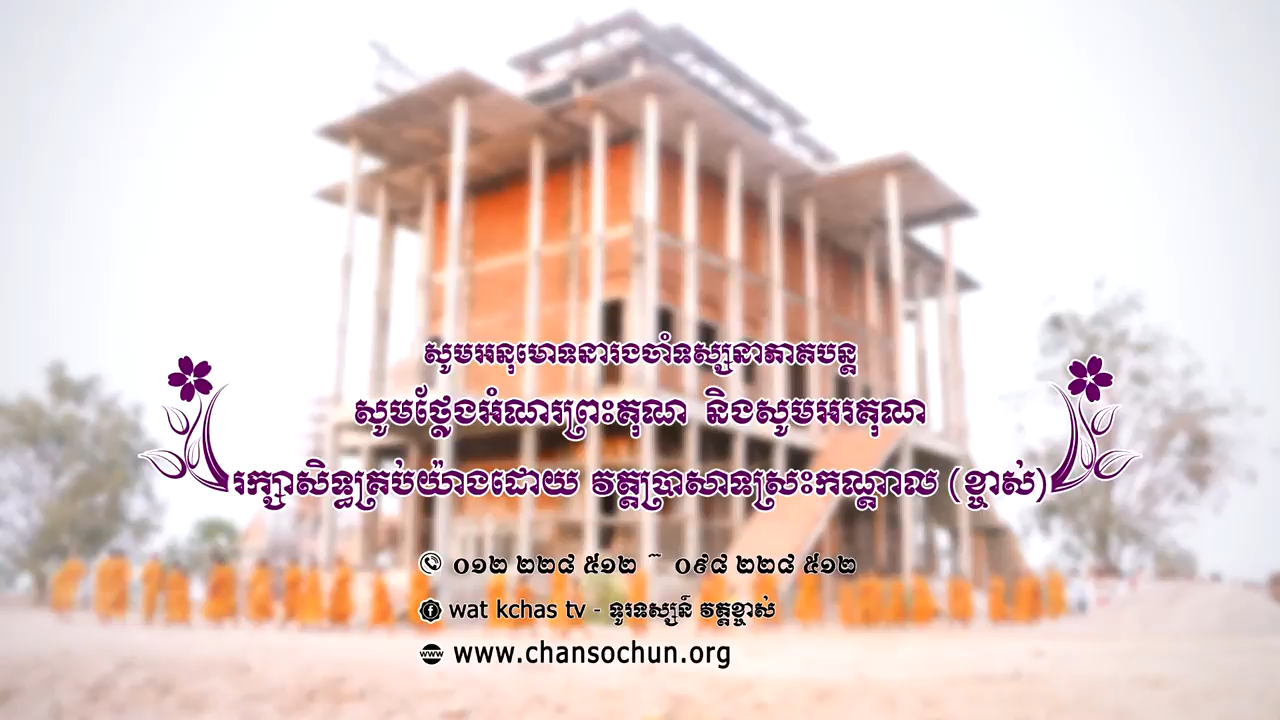 សូមអនុមោទនារងចាំទស្សនាភាគបន្ត
សូមថ្លែងអំណរព្រះគុណ និងសូមអរគុណ
រក្សាសិទ្ធគ្រប់យ៉ាងដោយ វត្តប្រាសាទស្រះកណ្ដាល (ខ្ចាស់)
០១២ ២២៨ ៥១២ ~ ០៩៨ ២២៨ ៥១២
wat kchas tv - ទូរទស្សន៍ វត្តខ្ចាស់
www.chansochun.org